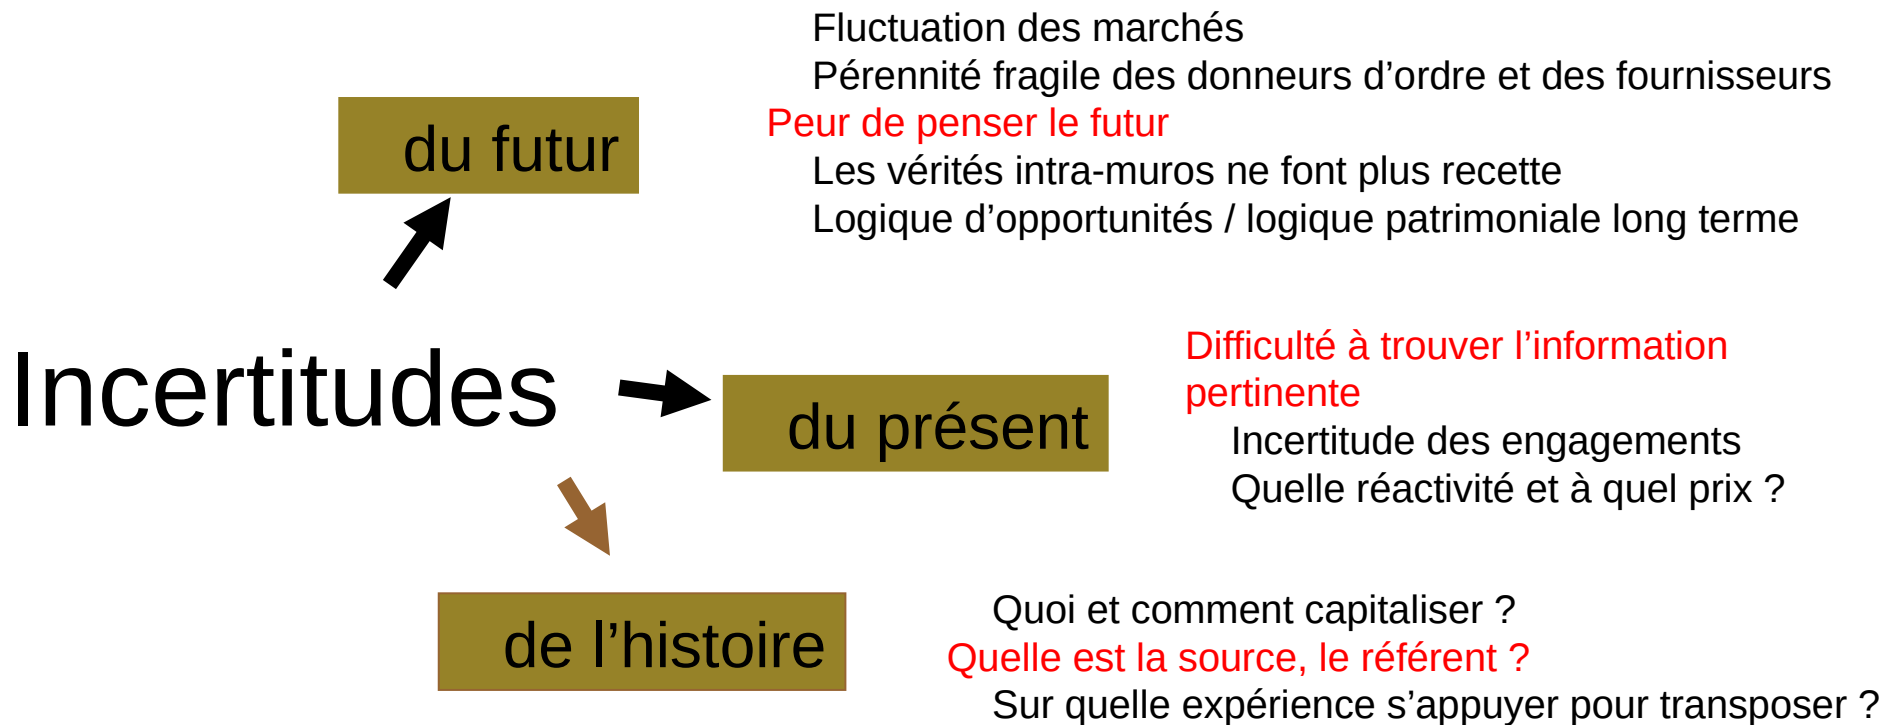 Fluctuation des marchés
Pérennité fragile des donneurs d’ordre et des fournisseurs
Peur de penser le futur
Les vérités intra-muros ne font plus recette
Logique d’opportunités / logique patrimoniale long terme
du futur
Incertitudes
du présent
Difficulté à trouver l’information
pertinente
Incertitude des engagements
Quelle réactivité et à quel prix ?
de l’histoire
Quoi et comment capitaliser ?
Quelle est la source, le référent ?
Sur quelle expérience s’appuyer pour transposer ?